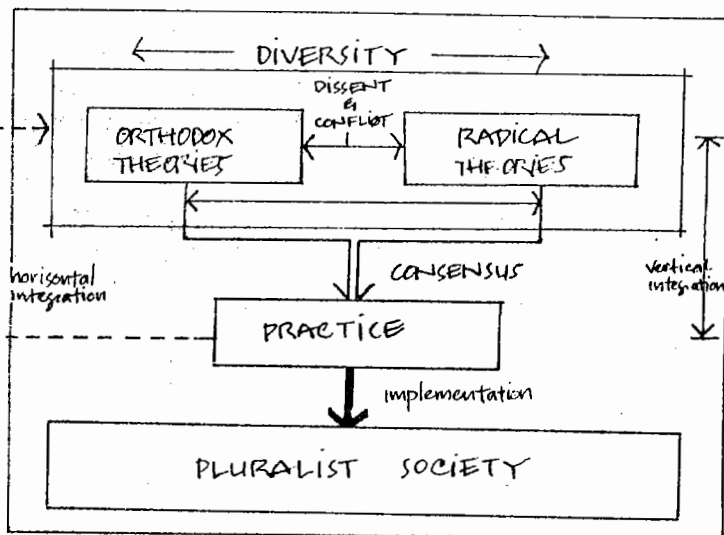 DIVERSITY
DISSENT
&
CONFLICT
ORTHODOX
THEORIES
RADICAL
THEORIES
CONSENSUS
horisontal
integration
vertical
integration
PRACTICE
implementation
PLURALIST SOCIETY